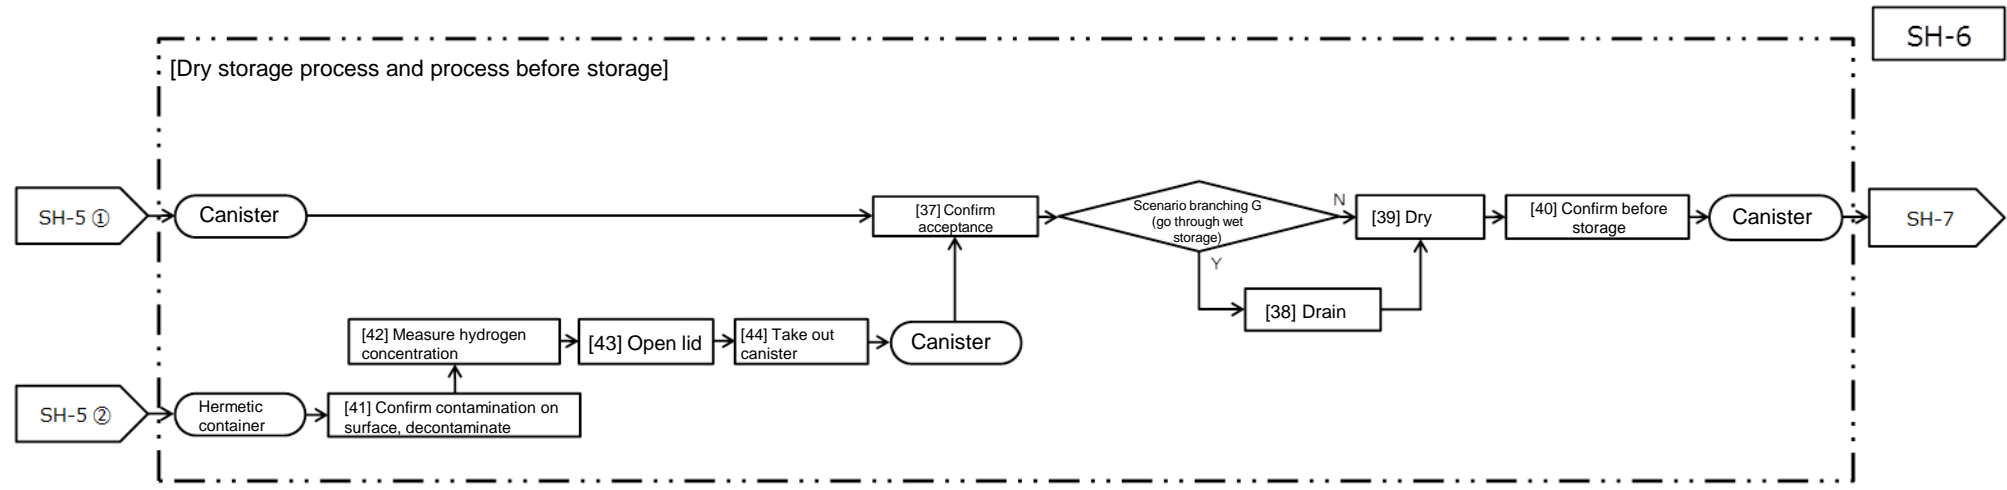 SH-6
[Dry storage process and process before storage]
SH-5 ①
Canister
[37] Confirm
acceptance
Scenario branching G
(go through wet
storage)
N
Y
[39] Dry
[40] Confirm before
storage
Canister
SH-7
[38] Drain
[42] Measure hydrogen
concentration
[43] Open lid
[44] Take out
canister
Canister
SH-5 ②
Hermetic
container
[41] Confirm contamination on
surface, decontaminate